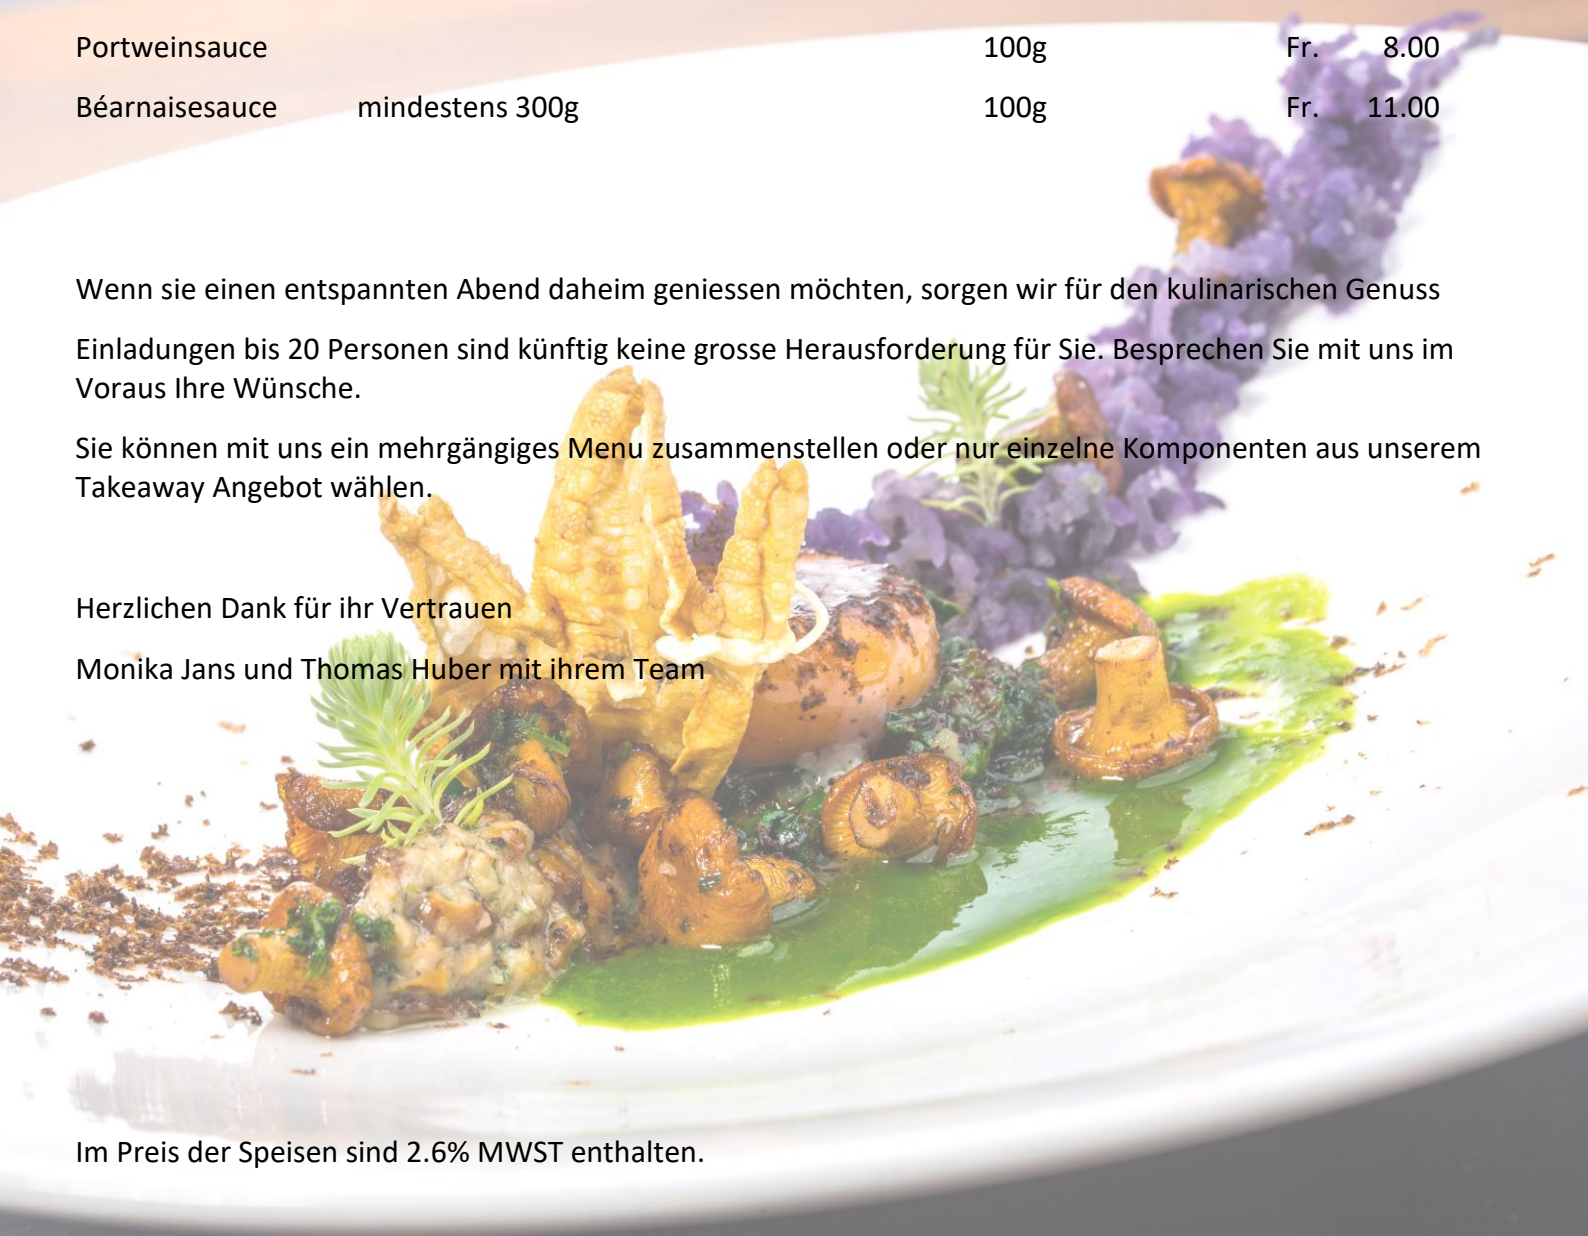 Portweinsauce 100g Fr. 8.00
Béarnaisesauce mindestens 300g 100g Fr. 11.00
Wenn sie einen entspannten Abend daheim geniessen möchten, sorgen wir für den kulinarischen Genuss
Einladungen bis 20 Personen sind künftig keine grosse Herausforderung für Sie. Besprechen Sie mit uns im
Voraus Ihre Wünsche.
Sie können mit uns ein mehrgängiges Menu zusammenstellen oder nur einzelne Komponenten aus unserem
Takeaway Angebot wählen.
Herzlichen Dank für ihr Vertrauen
Monika Jans und Thomas Huber mit ihrem Team
Im Preis der Speisen sind 2.6% MWST enthalten.